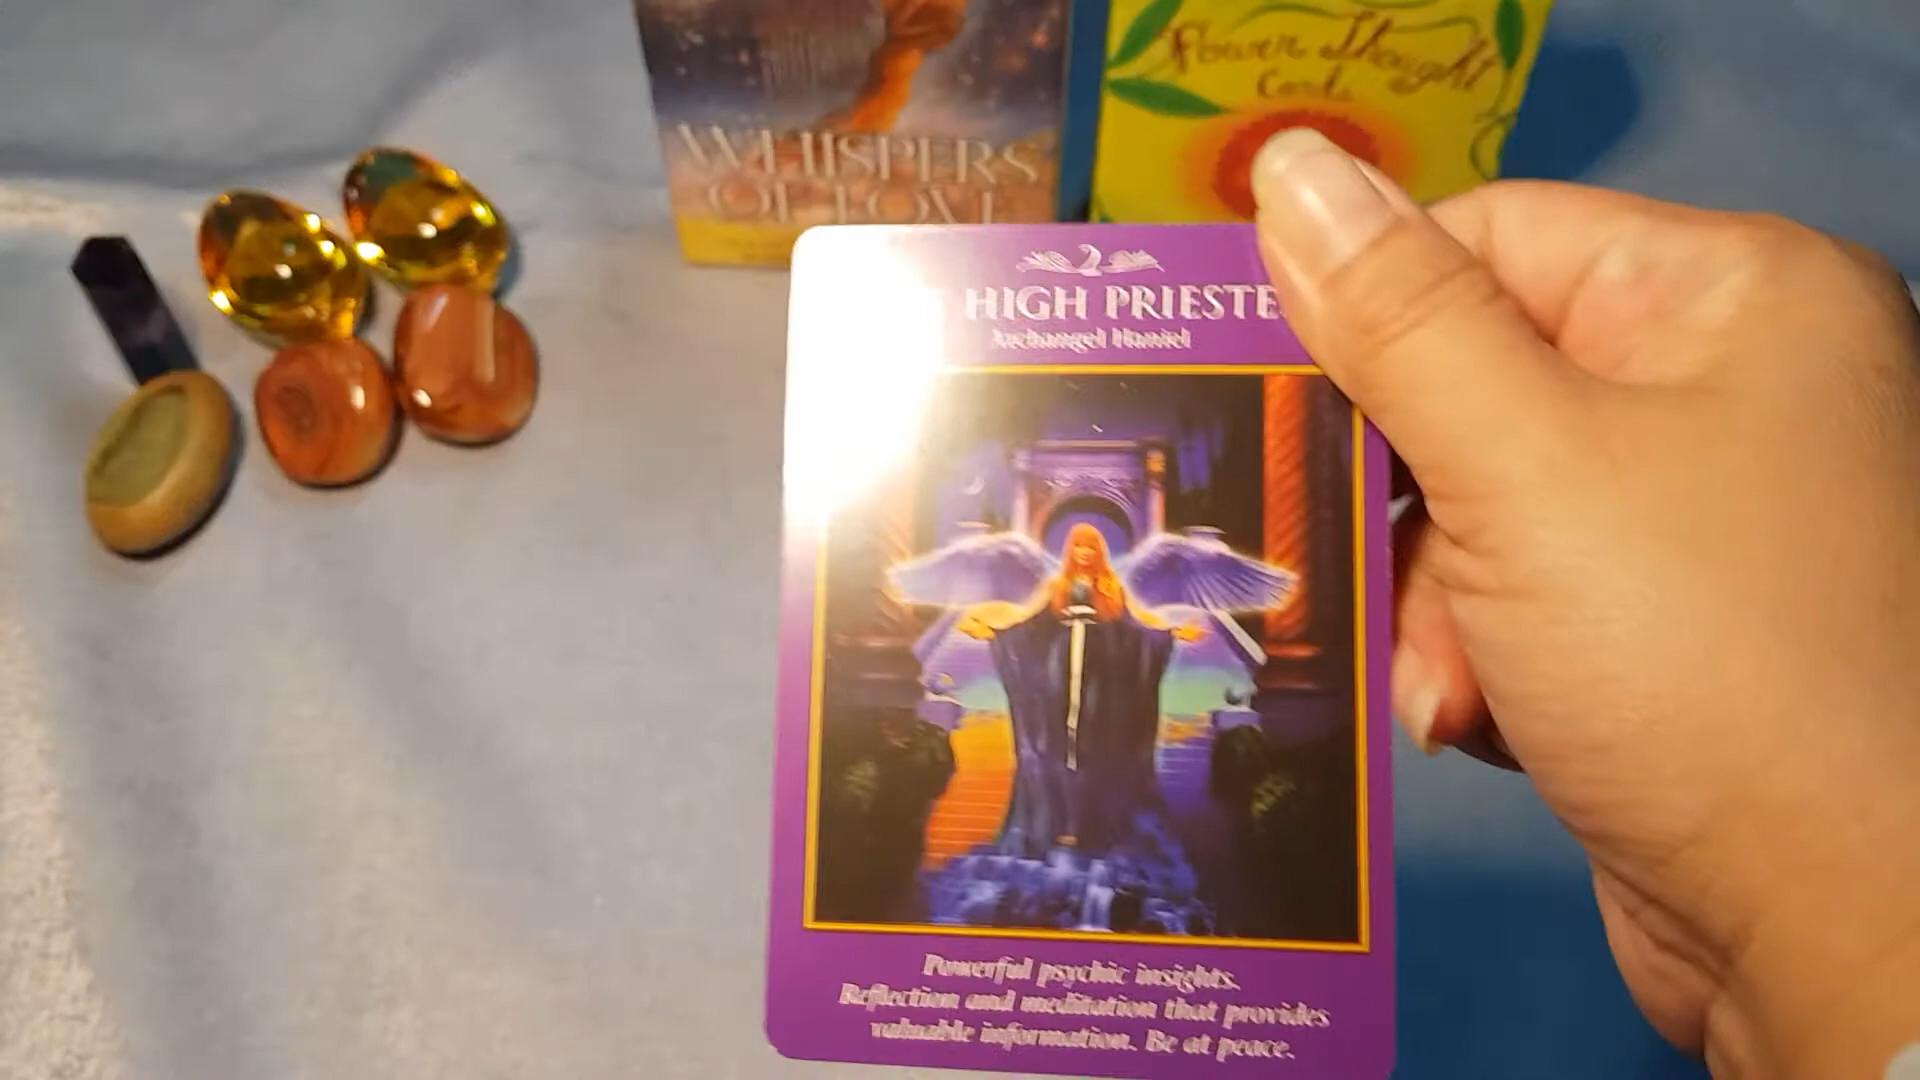 Power Thought
Cards
WHISPERS
OF LOVE
2
HIGH PRIESTE
Archangel Haniel
Powerful psychic insights.
Reflection and meditation that provides
valuable information. Be at peace.